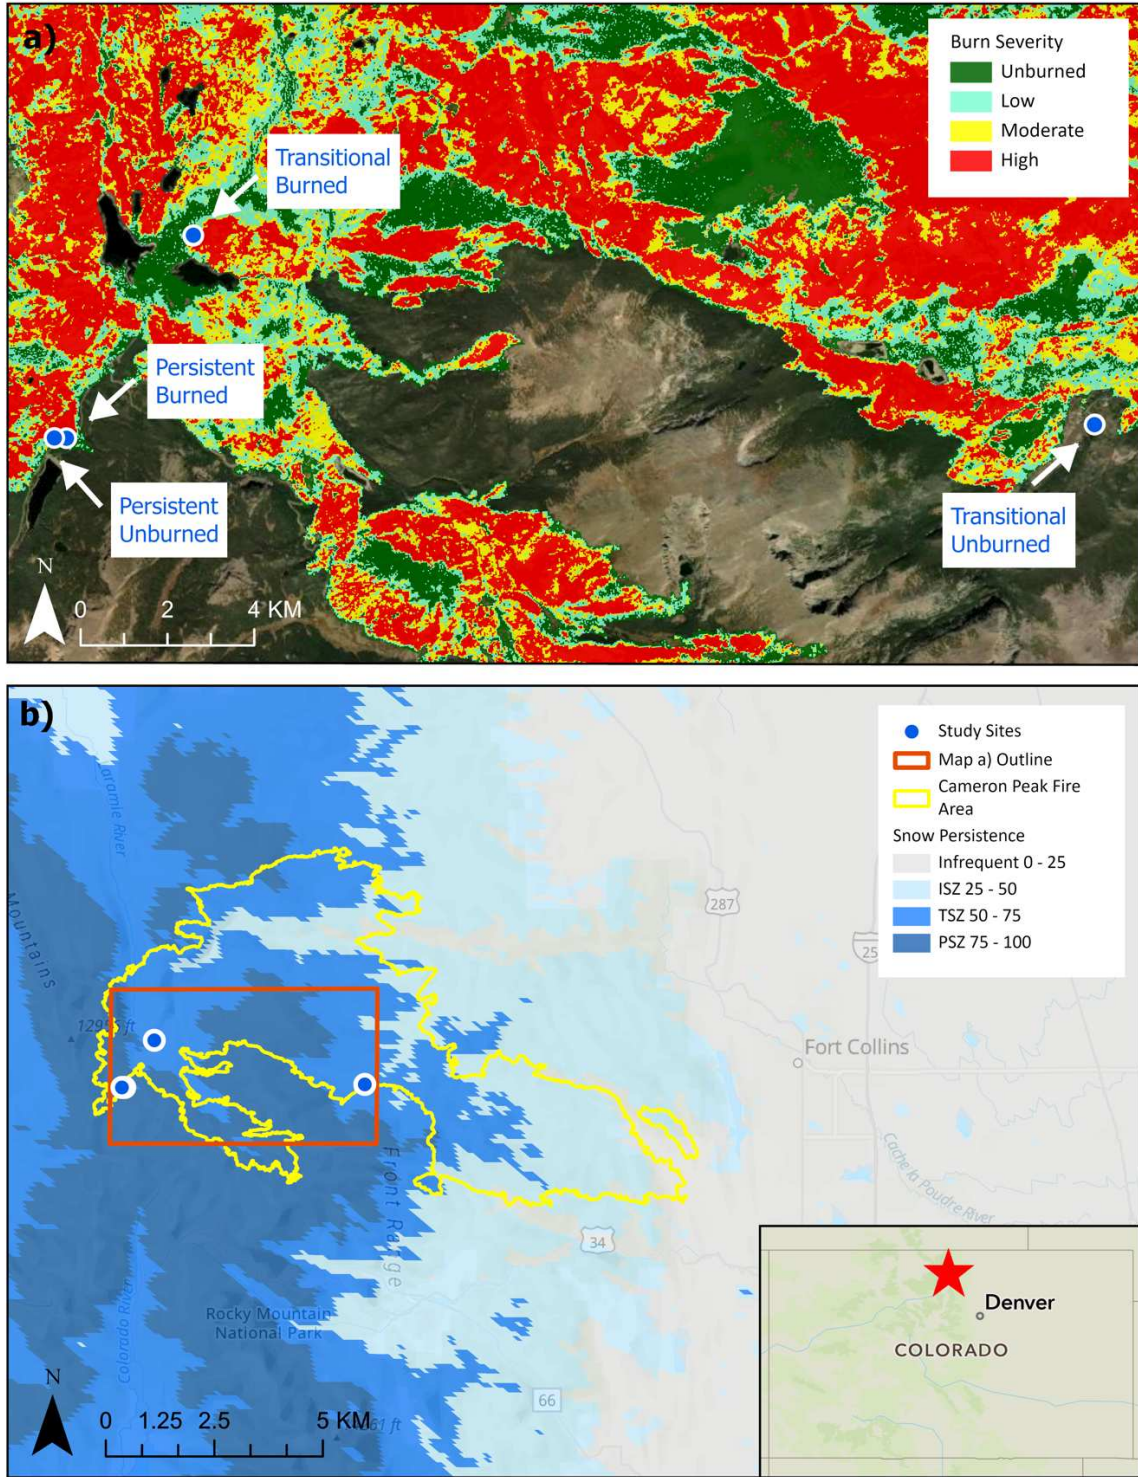 a)
Burn Severity
Unburned
Low
Moderate
High
Transitional
Burned
Persistent
Burned
Persistent
Unburned
Transitional
Unburned
N
0 2 4 KM
b)
Study Sites
Map a) Outline
Cameron Peak Fire
Area
Snow Persistence
Infrequent 0 - 25
ISZ 25 - 50
TSZ 50 - 75
PSZ 75 - 100
Laramie River
Mountains
287
25
Fort Collins
Cache la Poudre River
Front Range
34
Rocky Mountain
National Park
Colorado River
66
N
0 1.25 2.5 5 KM
Denver
COLORADO